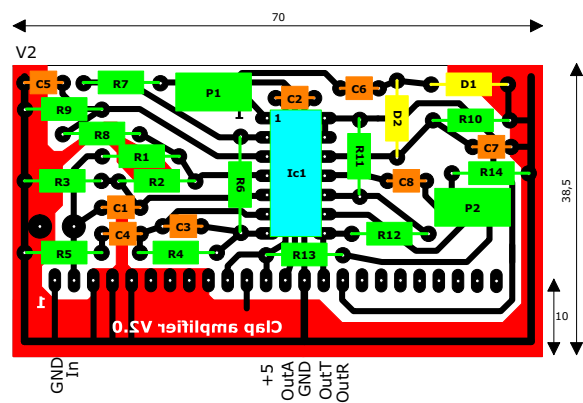 70
V2
C5 R7 P1 C2 C6 D1
R9 1 1 D2 R10
R8 R11 C7
R1
R3 R2 R6 Ic1 C8 R14
C1 P2
C4 C3 R12
R5 R4 R13
38,5
1
Clap amplifier V2.0
10
GND
In
+5
OutA
GND
OutT
OutR